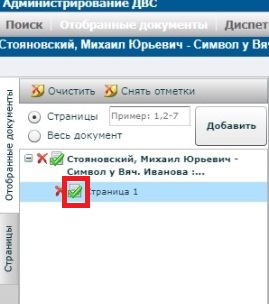 Администрирование ДВС
Поиск Отобранные документы Диспет
Стояновский, Михаил Юрьевич - Символ у Вяч
Отобранные документы
Страницы
Очистить Снять отметки
Страницы Пример: 1,2-7
Весь документ
Добавить
Стояновский, Михаил Юрьевич -
Символ у Вяч. Иванова :...
Страница 1